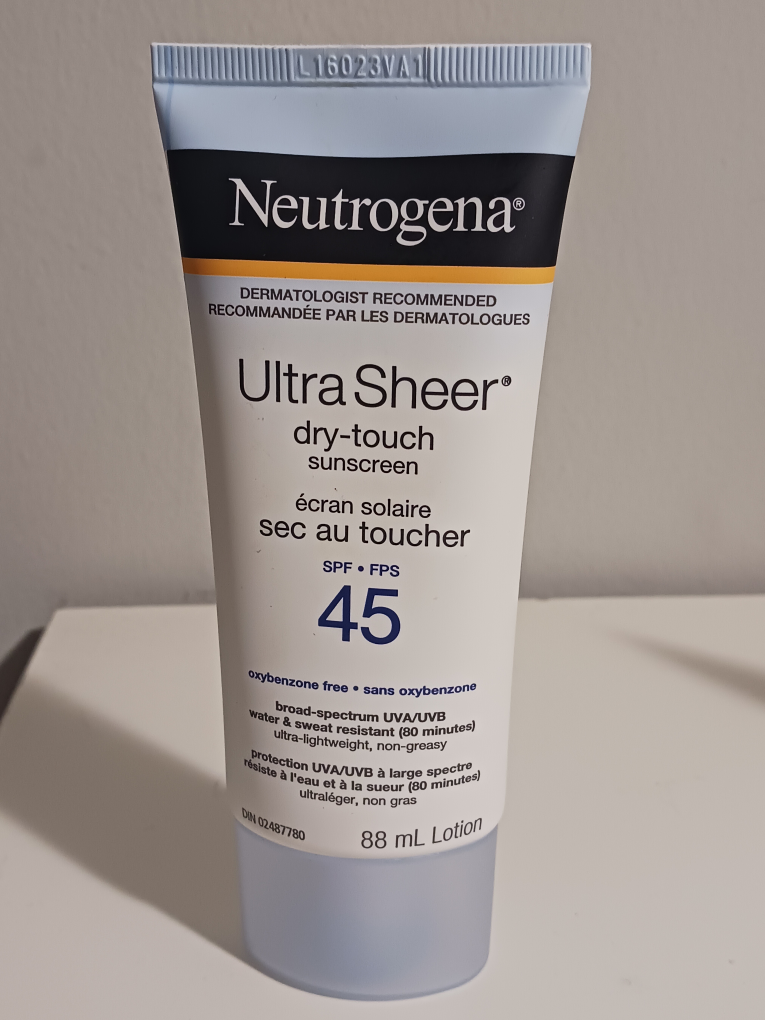 L16023VA1
Neutrogena®
DERMATOLOGIST RECOMMENDED
RECOMMANDÉE PAR LES DERMATOLOGUES
Ultra Sheer®
dry-touch
sunscreen
écran solaire
sec au toucher
SPF • FPS
45
oxybenzone free • sans oxybenzone
broad-spectrum UVA/UVB
water & sweat resistant (80 minutes)
ultra-lightweight, non-greasy
protection UVA/UVB à large spectre
résiste à l'eau et à la sueur (80 minutes)
ultraléger, non gras
DIN 02487780
88 mL Lotion